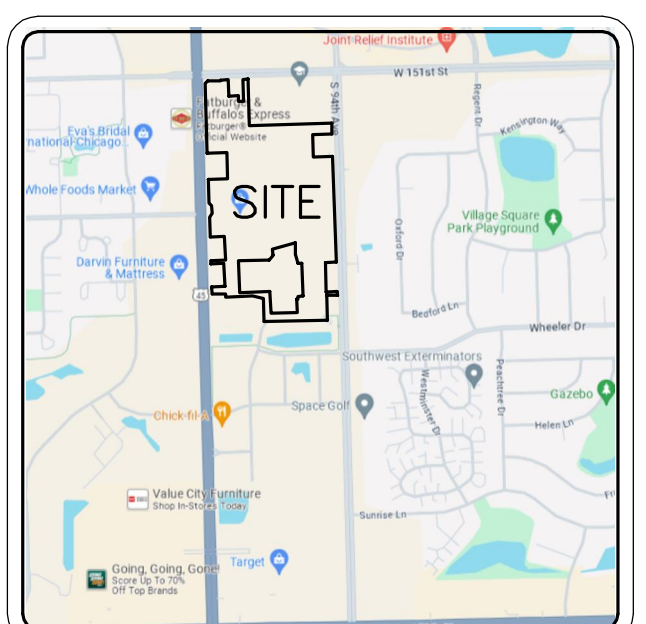 Joint Relief Institute
W 151st St
S 94th Ave
Regent Dr
Kensington Way
Fatburger &
Buffalo's Express
Fatburger®
Official Website
Eva's Bridal
national-Chicago...
Whole Foods Market
SITE
Village Square
Park Playground
Oxford Dr
Darvin Furniture
& Mattress
45
Bedford Ln
Wheeler Dr
Southwest Exterminators
Westminster Dr
Peachtree Dr
Gazebo
Space Golf
Chick-fil-A
Helen Ln
Value City Furniture
Shop In-Stores Today
Sunrise Ln
Going, Going, Gone!
Score Up To 70%
Off Top Brands
Target